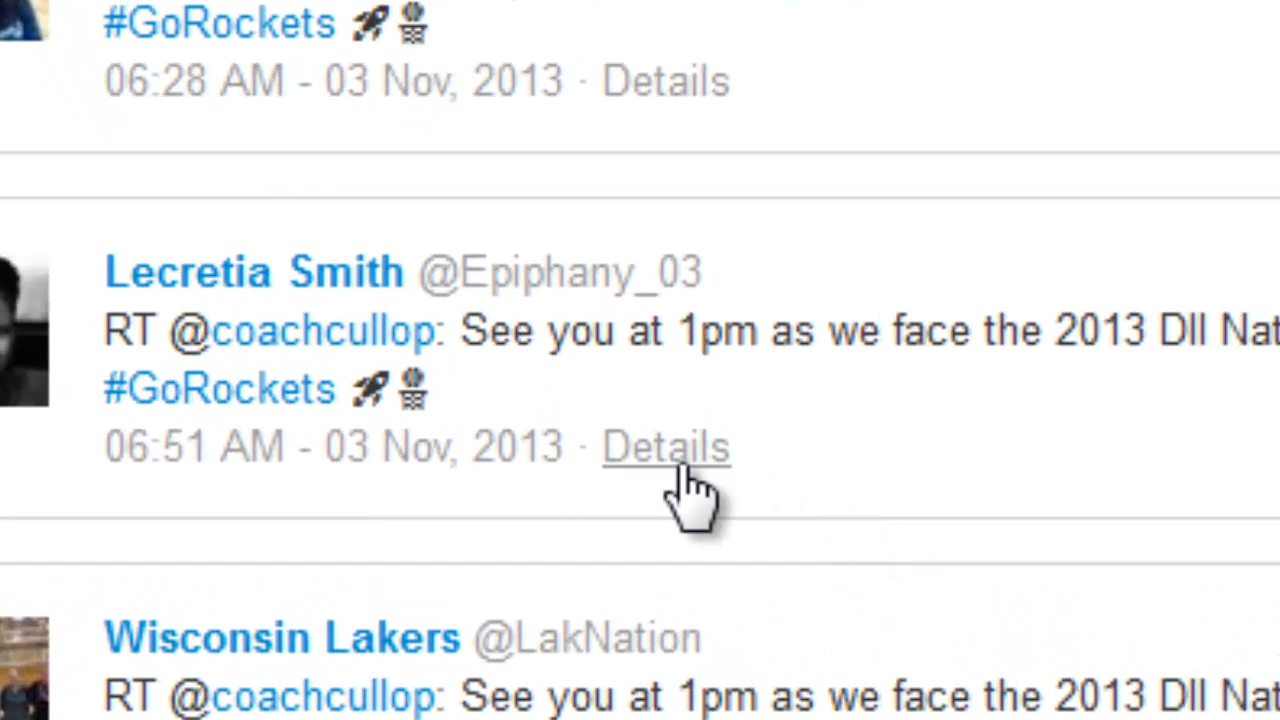 #GoRockets 🚀🏀
06:28 AM - 03 Nov, 2013 · Details
Lecretia Smith @Epiphany_03
RT @coachcullop: See you at 1pm as we face the 2013 DII Nat
#GoRockets 🚀🏀
06:51 AM - 03 Nov, 2013 · Details
Wisconsin Lakers @LakNation
RT @coachcullop: See you at 1pm as we face the 2013 DII Nat